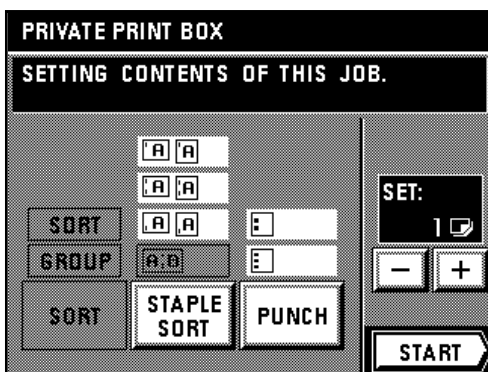 PRIVATE PRINT BOX
SETTING CONTENTS OF THIS JOB.
A A
A A
SORT A A
GROUP A B
SORT
STAPLE
SORT
PUNCH
SET:
1
- +
START